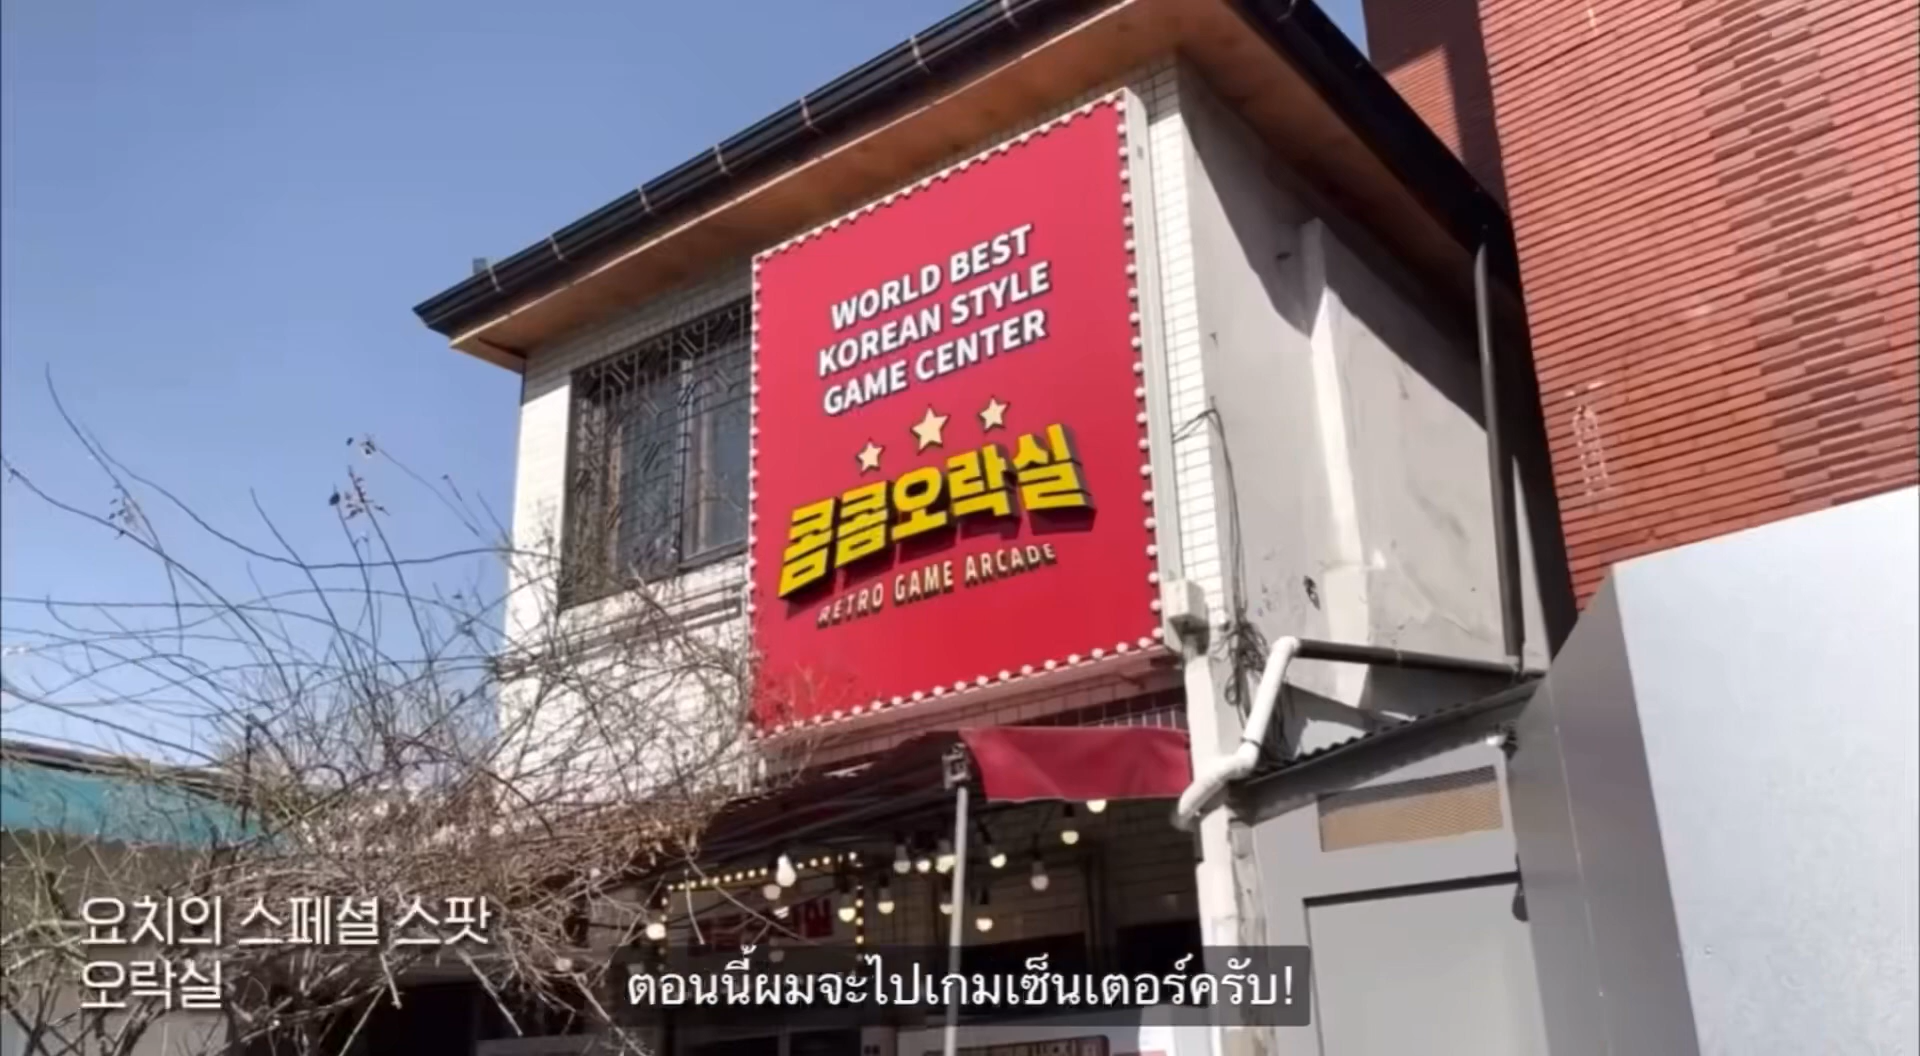 WORLD BEST
KOREAN STYLE
GAME CENTER
콤콤오락실
RETRO GAME ARCADE
요치의 스페셜 스팟
오락실
ตอนนี้ผมจะไปเกมเซ็นเตอร์ครับ!